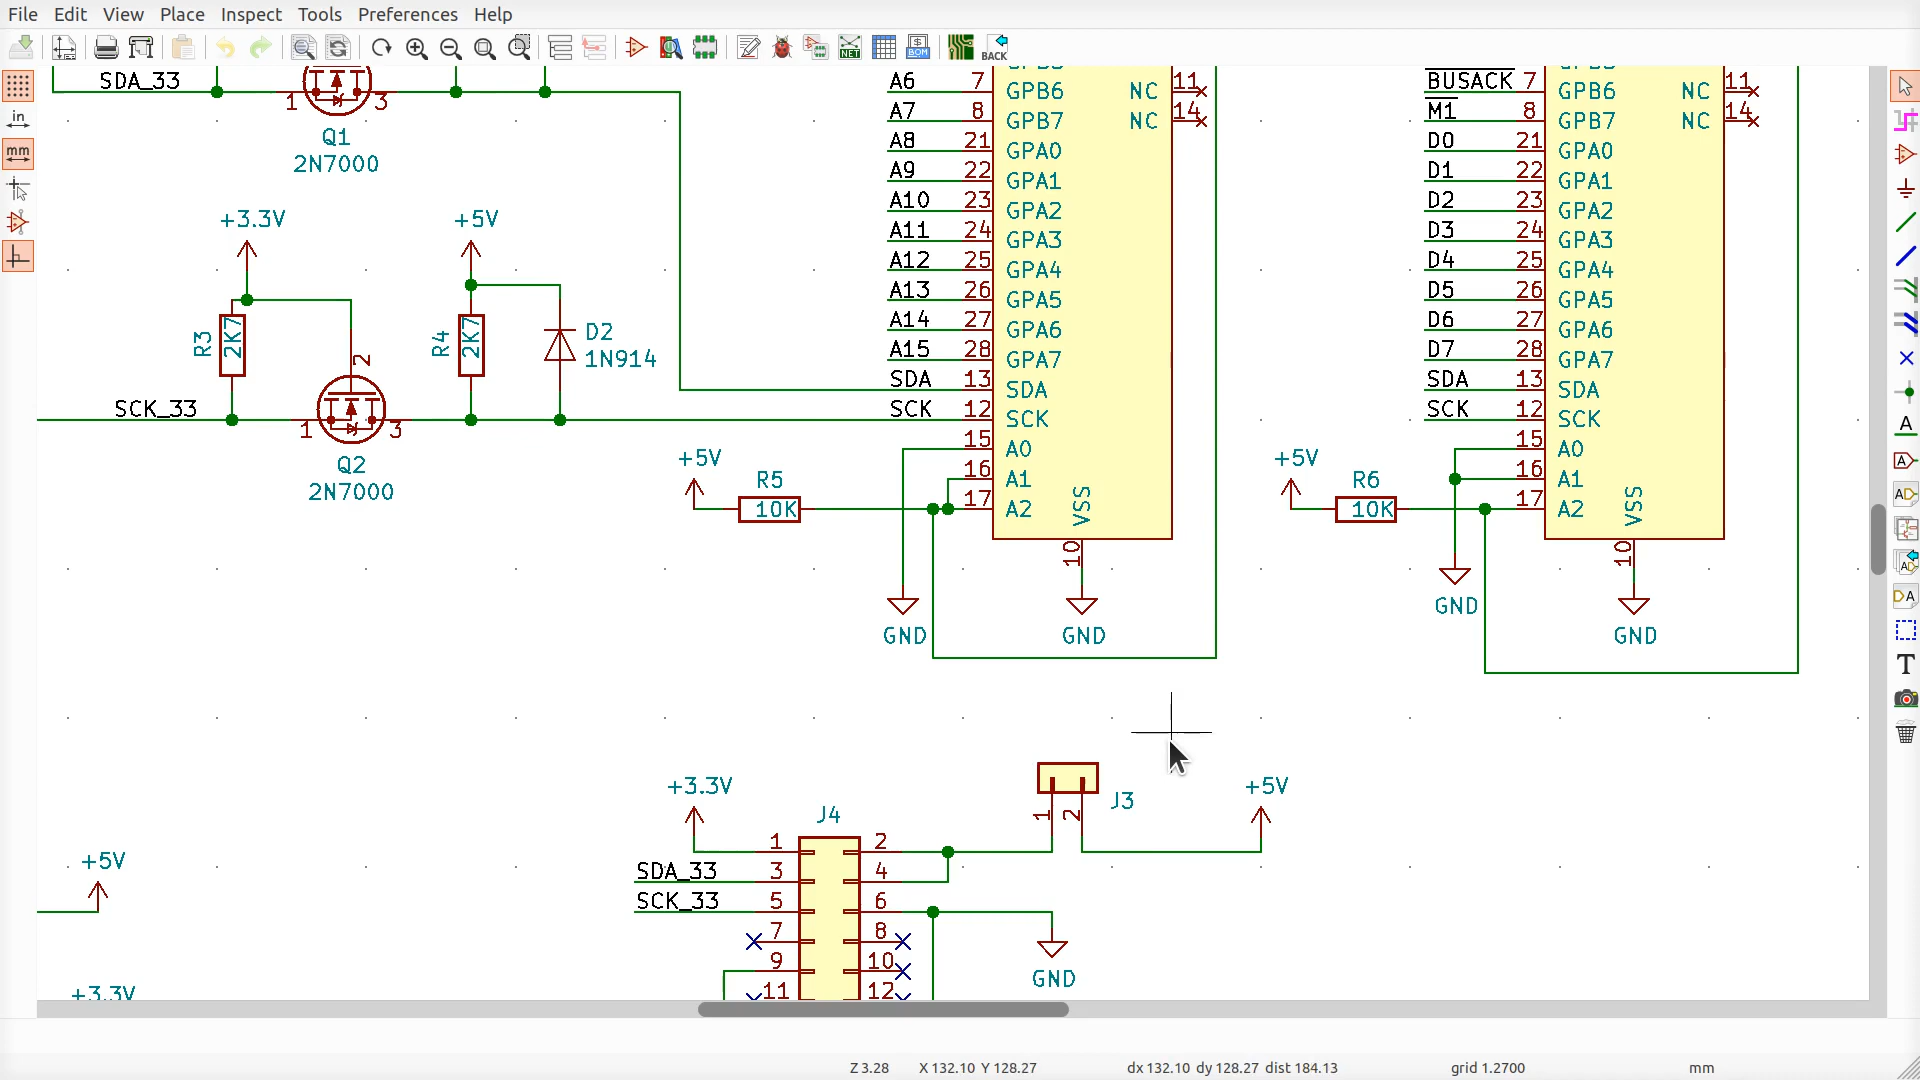 File Edit View Place Inspect Tools Preferences Help
NET
BOM
BACK
in
mm
SDA_33
1 3
Q1
2N7000
+3.3V
+5V
R3
2K7
2
R4
2K7
D2
1N914
SCK_33
1 3
Q2
2N7000
A6 7 GPB6 NC 11
A7 8 GPB7 NC 14
A8 21 GPA0
A9 22 GPA1
A10 23 GPA2
A11 24 GPA3
A12 25 GPA4
A13 26 GPA5
A14 27 GPA6
A15 28 GPA7
SDA 13 SDA
SCK 12 SCK
15 A0
16 A1
17 A2
VSS
10
+5V
R5
10K
GND
GND
BUSACK 7 GPB6 NC 11
M1 8 GPB7 NC 14
D0 21 GPA0
D1 22 GPA1
D2 23 GPA2
D3 24 GPA3
D4 25 GPA4
D5 26 GPA5
D6 27 GPA6
D7 28 GPA7
SDA 13 SDA
SCK 12 SCK
15 A0
16 A1
17 A2
VSS
10
+5V
R6
10K
GND
GND
+3.3V
J4
J3
+5V
1 2
1 2
SDA_33 3 4
SCK_33 5 6
7 8
9 10
11 12
GND
+5V
+3.3V
A
A
AD
AD
DA
T
Z 3.28 X 132.10 Y 128.27 dx 132.10 dy 128.27 dist 184.13 grid 1.2700 mm